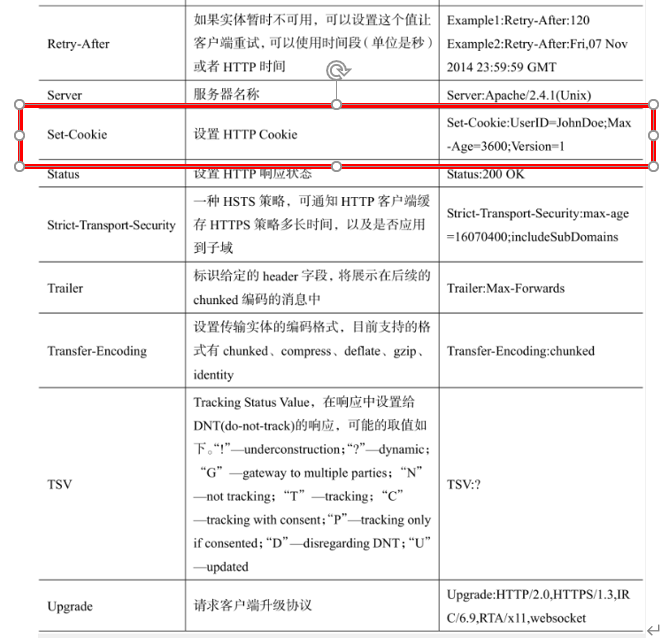 Retry-After
如果实体暂时不可用，可以设置这个值让
客户端重试，可以使用时间段（单位是秒）
或者 HTTP 时间
Example1:Retry-After:120
Example2:Retry-After:Fri,07 Nov
2014 23:59:59 GMT
Server
服务器名称
Server:Apache/2.4.1(Unix)
Set-Cookie
设置 HTTP Cookie
Set-Cookie:UserID=JohnDoe;Max
-Age=3600;Version=1
Status
设置 HTTP 响应状态
Status:200 OK
Strict-Transport-Security
一种 HSTS 策略，可通知 HTTP 客户端缓
存 HTTPS 策略多长时间，以及是否应用
到子域
Strict-Transport-Security:max-age
=16070400;includeSubDomains
Trailer
标识给定的 header 字段，将展示在后续的
chunked 编码的消息中
Trailer:Max-Forwards
Transfer-Encoding
设置传输实体的编码格式，目前支持的格
式有 chunked、compress、deflate、gzip、
identity
Transfer-Encoding:chunked
TSV
Tracking Status Value，在响应中设置给
DNT(do-not-track)的响应，可能的取值如
下。“!”—underconstruction;“?”—dynamic;
“G”—gateway to multiple parties;“N”
—not tracking;“T”—tracking;“C”
—tracking with consent;“P”—tracking only
if consented;“D”—disregarding DNT;“U”
—updated
TSV:?
Upgrade
请求客户端升级协议
Upgrade:HTTP/2.0,HTTPS/1.3,IR
C/6.9,RTA/x11,websocket